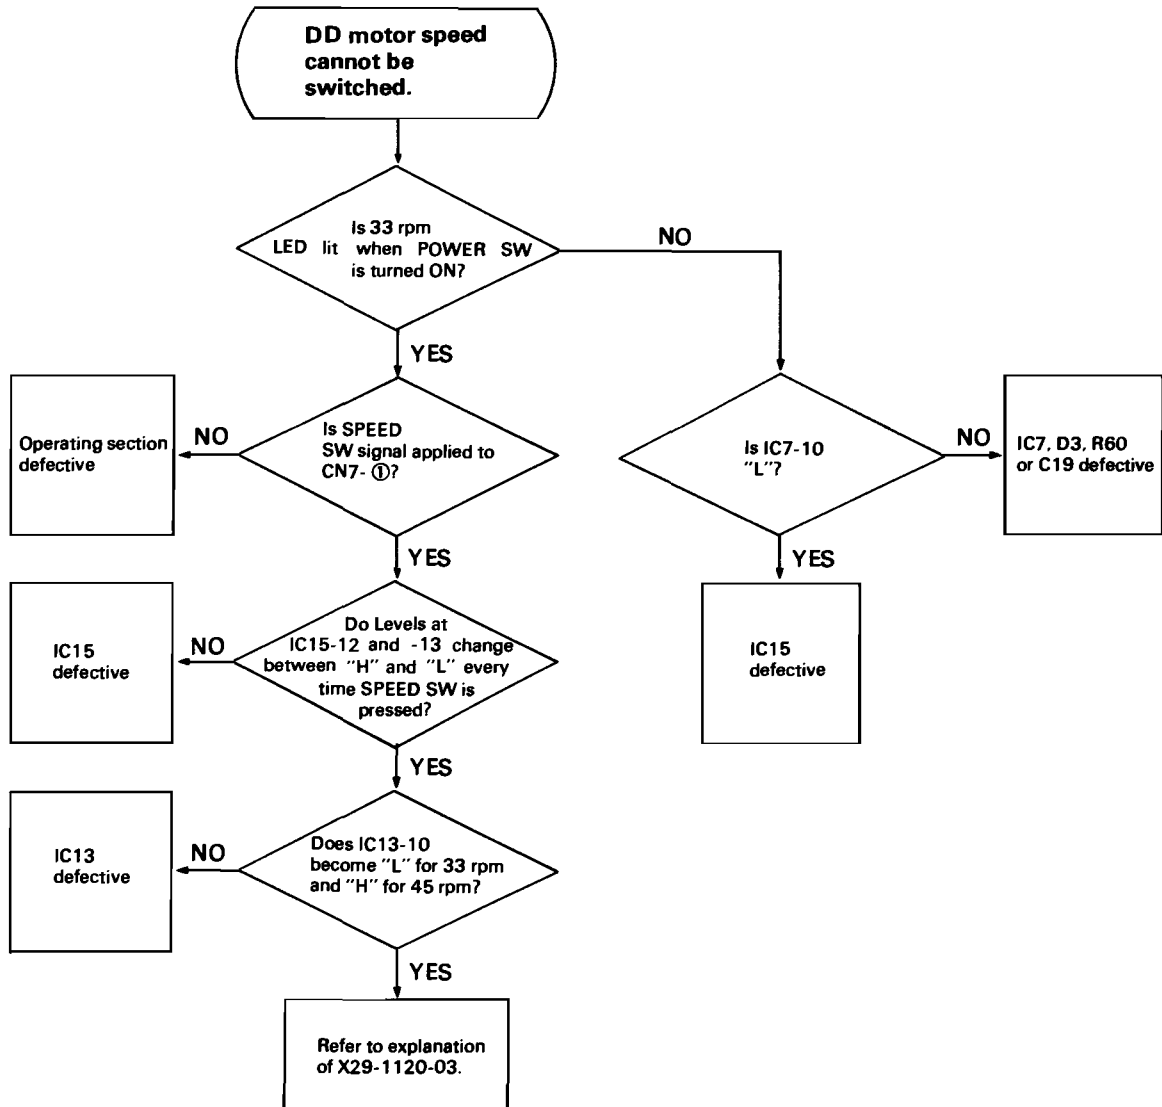 DD motor speed
cannot be
switched.
Is 33 rpm
LED lit when POWER SW
is turned ON?
NO
YES
Operating section
defective
NO
Is SPEED
SW signal applied to
CN7- ①?
Is IC7-10
"L"?
NO
IC7, D3, R60
or C19 defective
YES
YES
IC15
defective
NO
Do Levels at
IC15-12 and -13 change
between "H" and "L" every
time SPEED SW is
pressed?
IC15
defective
YES
IC13
defective
NO
Does IC13-10
become "L" for 33 rpm
and "H" for 45 rpm?
YES
Refer to explanation
of X29-1120-03.